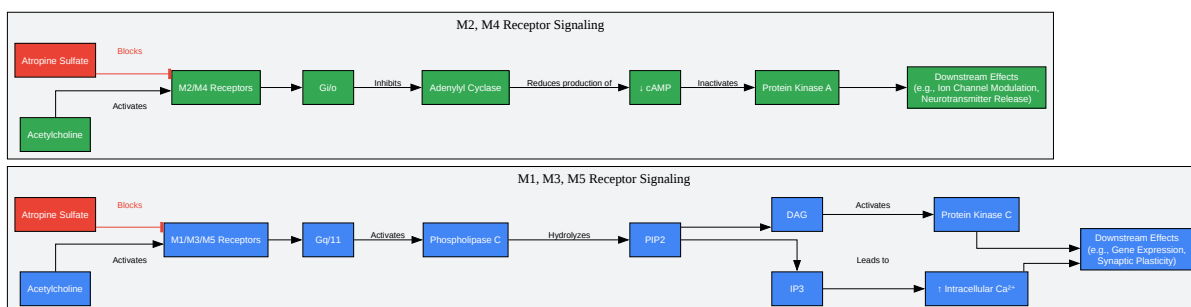 M2, M4 Receptor Signaling
Atropine Sulfate
Blocks
M2/M4 Receptors
Gi/o
Inhibits
Adenylyl Cyclase
Reduces production of
↓ cAMP
Inactivates
Protein Kinase A
Downstream Effects
(e.g., Ion Channel Modulation,
Neurotransmitter Release)
Activates
Acetylcholine
M1, M3, M5 Receptor Signaling
Atropine Sulfate
Blocks
M1/M3/M5 Receptors
Gq/11
Activates
Phospholipase C
Hydrolyzes
PIP2
DAG
Activates
Protein Kinase C
Downstream Effects
(e.g., Gene Expression,
Synaptic Plasticity)
Activates
Acetylcholine
IP3
Leads to
↑ Intracellular Ca²⁺